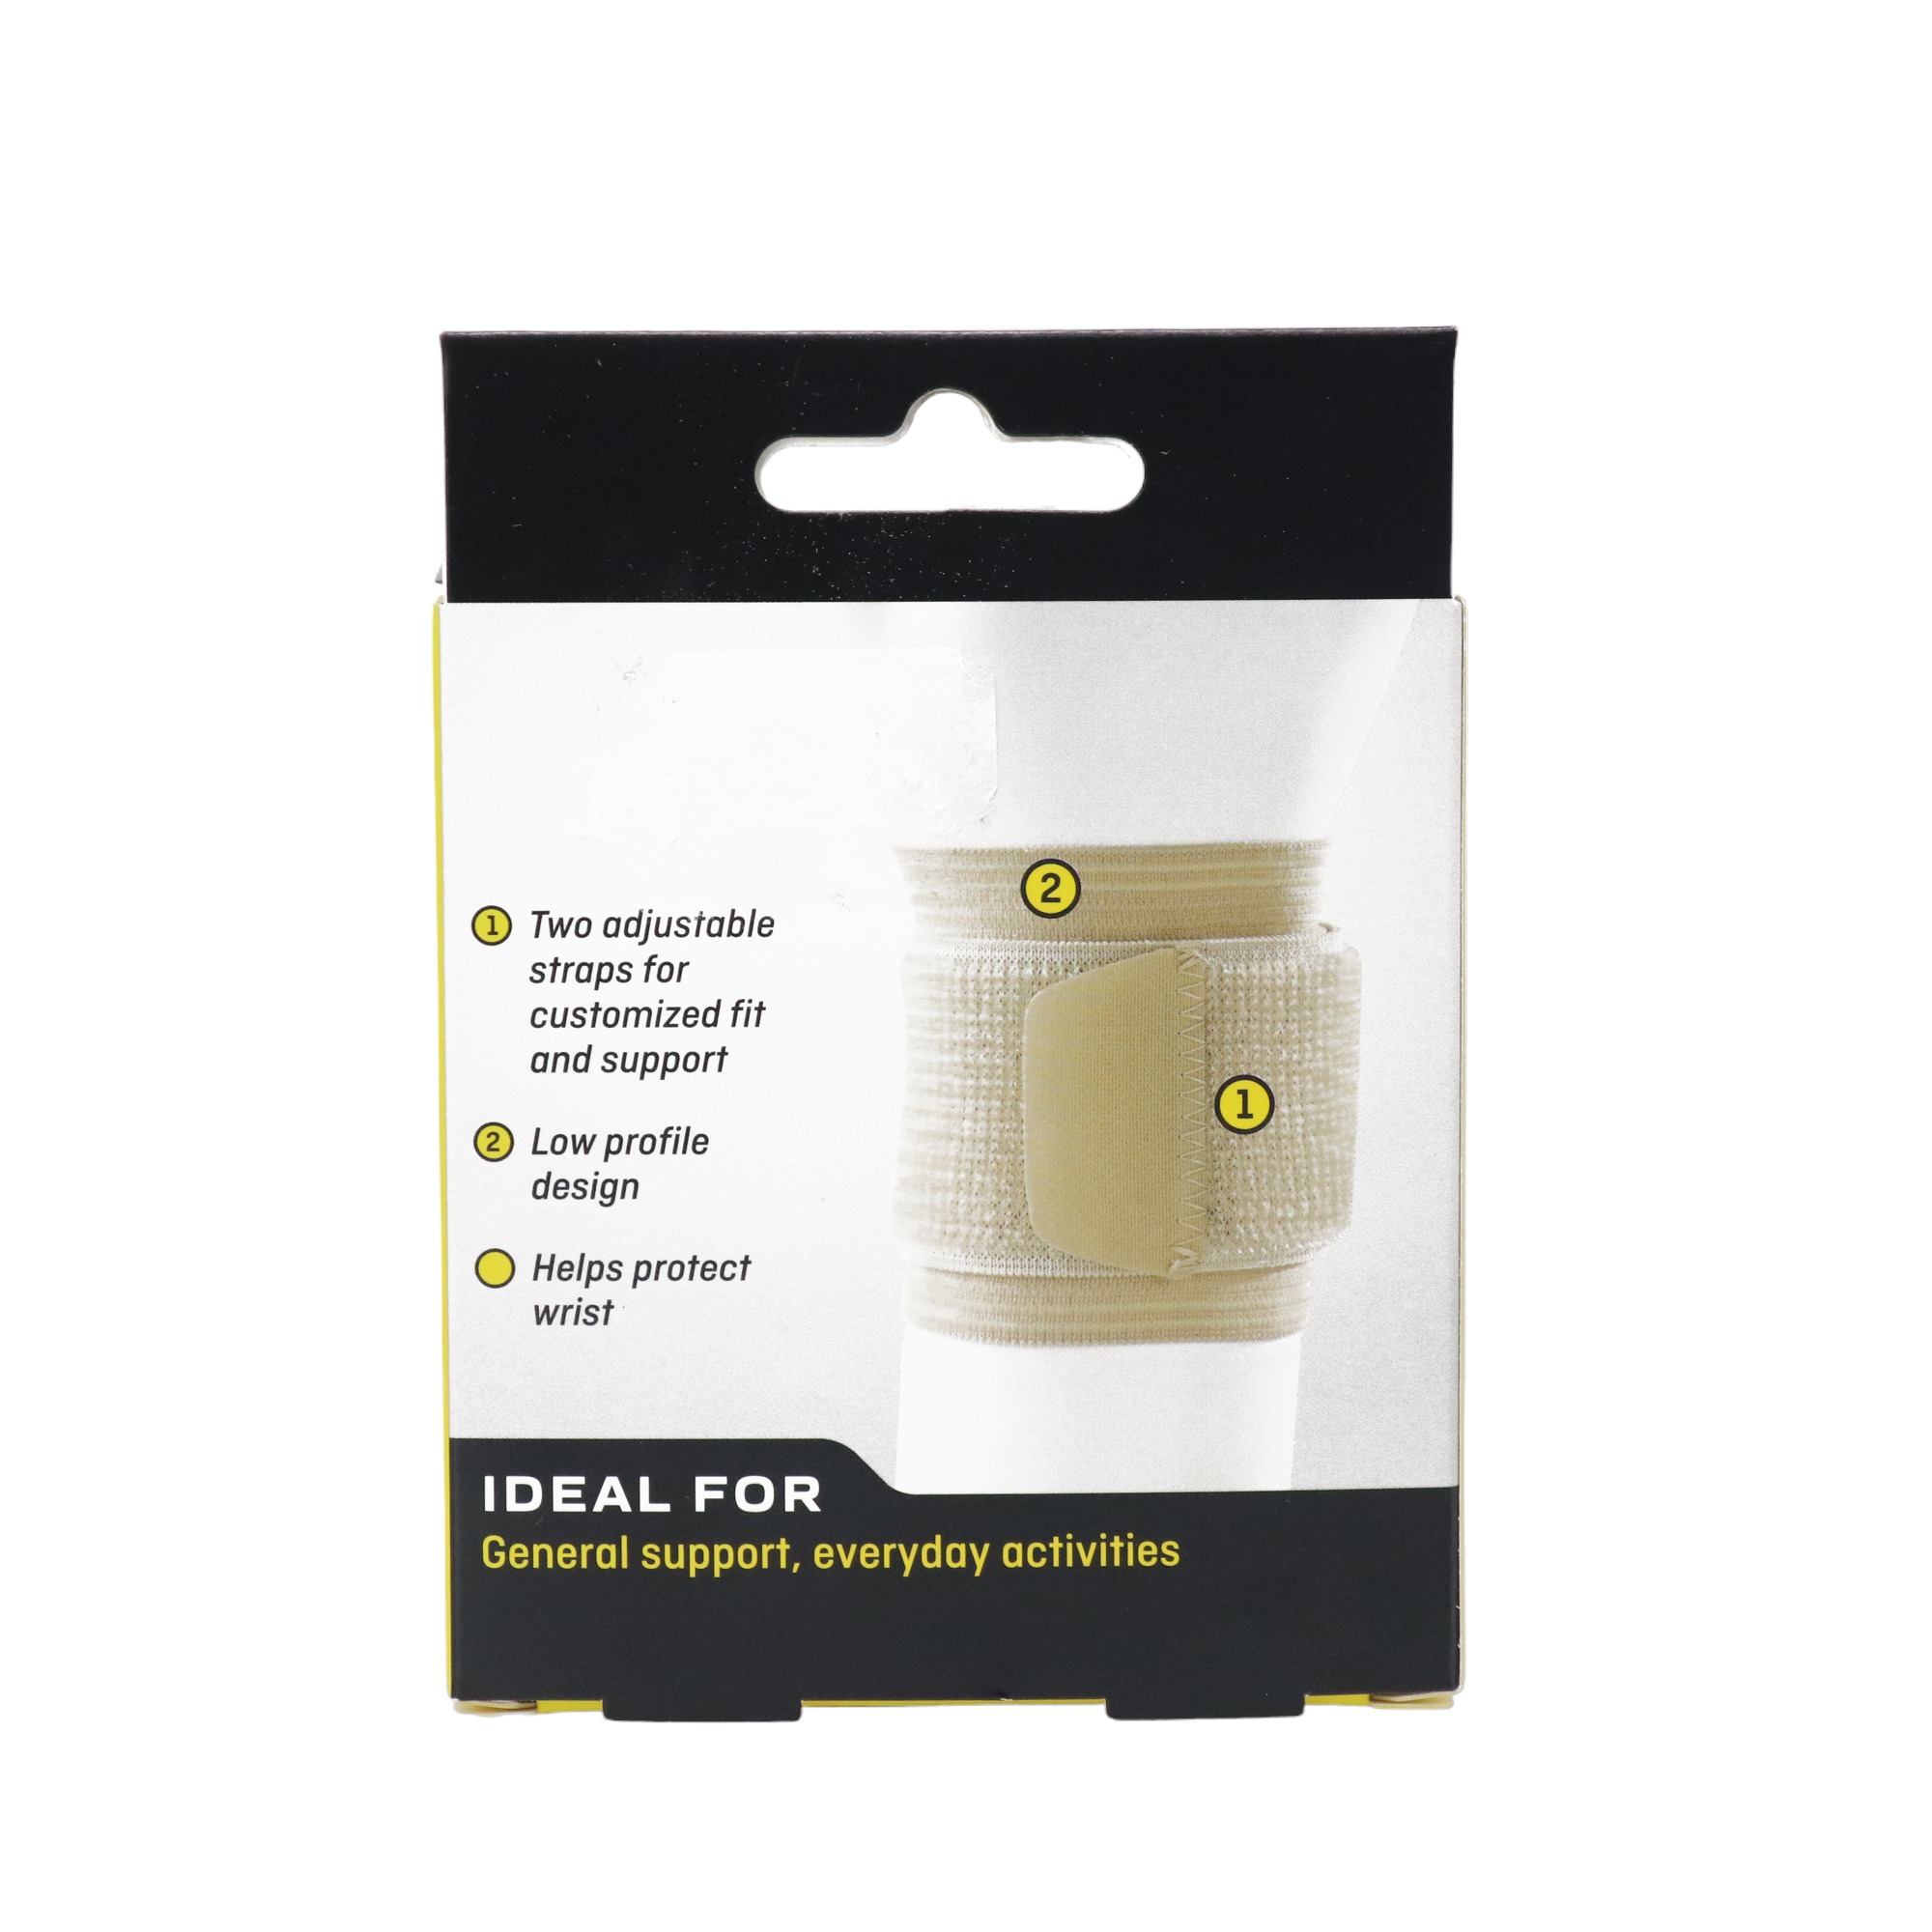 2
1 Two adjustable
straps for
customized fit
and support
1
2 Low profile
design
Helps protect
wrist
IDEAL FOR
General support, everyday activities